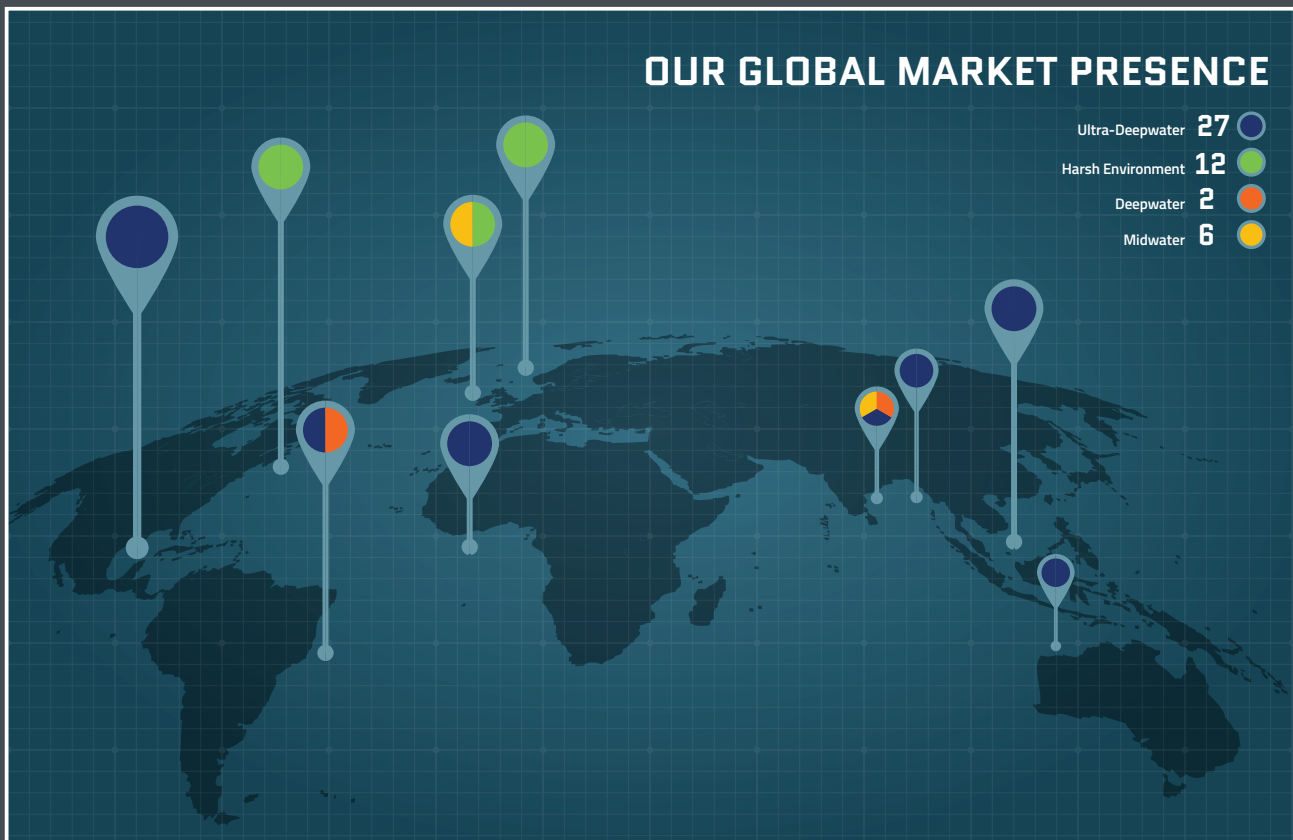 OUR GLOBAL MARKET PRESENCE
Ultra-Deepwater 27
Harsh Environment 12
Deepwater 2
Midwater 6